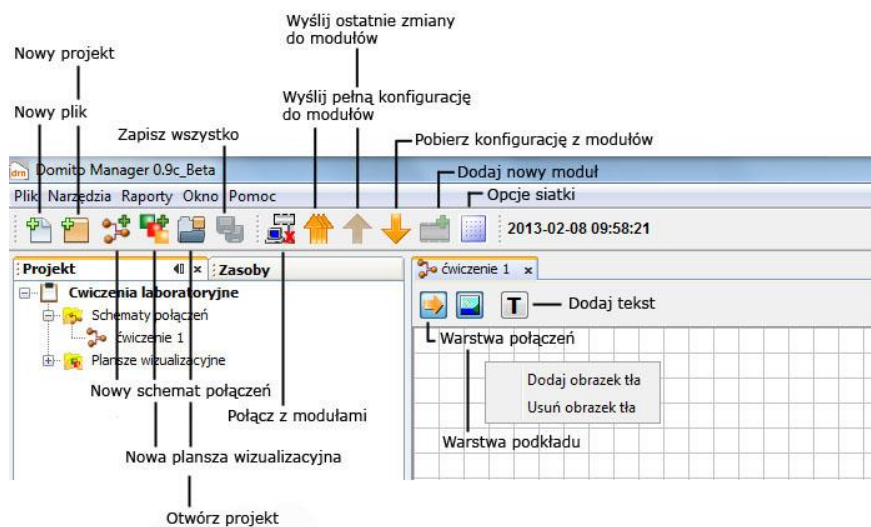 Wyślij ostatnie zmiany
do modułów
Nowy projekt
Nowy plik
Wyślij pełną konfigurację
do modułów
Zapisz wszystko
Pobierz konfigurację z modułów
drn Domito Manager 0.9c_Beta
Dodaj nowy moduł
Plik Narzędzia Raporty Okno Pomoc
Opcje siatki
2013-02-08 09:58:21
Projekt
Zasoby
ćwiczenie 1
Cwiczenia laboratoryjne
Schematy połączeń
ćwiczenie 1
Plansze wizualizacyjne
T
Dodaj tekst
Warstwa połączeń
Dodaj obrazek tła
Usuń obrazek tła
Nowy schemat połączeń
Połącz z modułami
Warstwa podkładu
Nowa plansza wizualizacyjna
Otwórz projekt